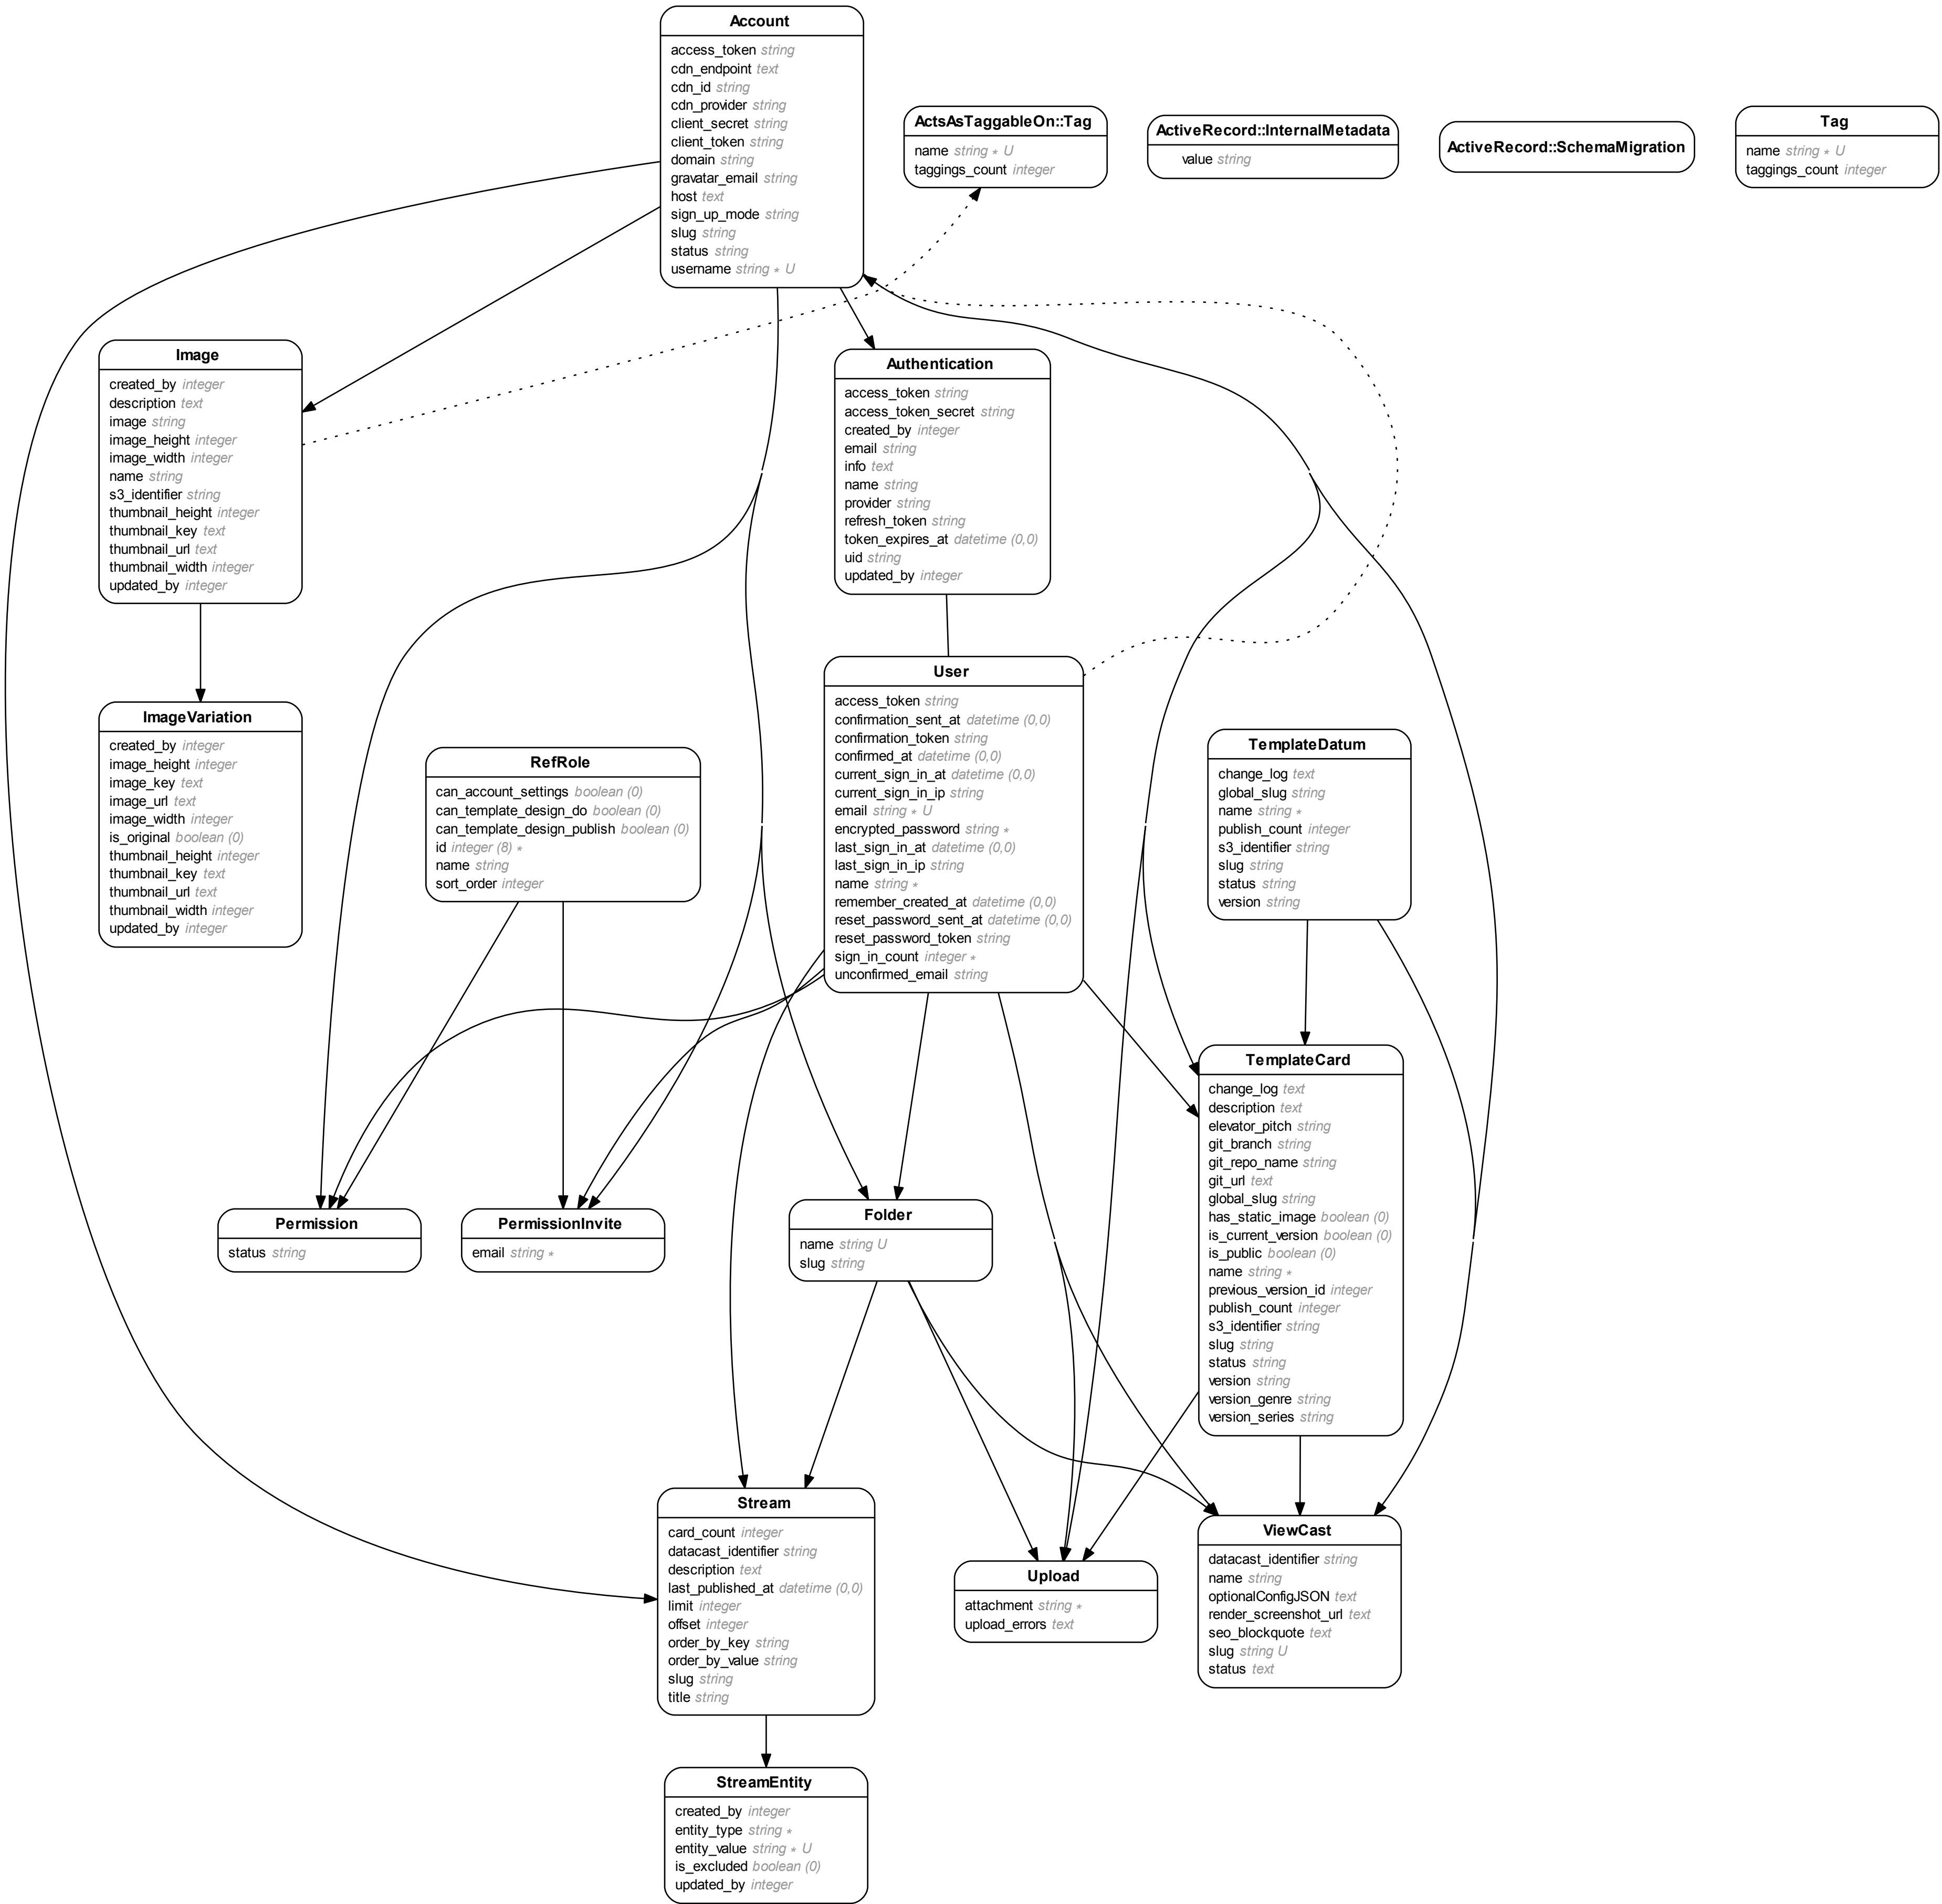 Account
access_token string
cdn_endpoint text
cdn_id string
cdn_provider string
client_secret string
client_token string
domain string
gravatar_email string
host text
sign_up_mode string
slug string
status string
username string * U
ActsAsTaggableOn::Tag
name string * U
taggings_count integer
ActiveRecord::InternalMetadata
value string
ActiveRecord::SchemaMigration
Tag
name string * U
taggings_count integer
Image
created_by integer
description text
image string
image_height integer
image_width integer
name string
s3_identifier string
thumbnail_height integer
thumbnail_key text
thumbnail_url text
thumbnail_width integer
updated_by integer
Authentication
access_token string
access_token_secret string
created_by integer
email string
info text
name string
provider string
refresh_token string
token_expires_at datetime (0,0)
uid string
updated_by integer
User
access_token string
confirmation_sent_at datetime (0,0)
confirmation_token string
confirmed_at datetime (0,0)
current_sign_in_at datetime (0,0)
current_sign_in_ip string
email string * U
encrypted_password string *
last_sign_in_at datetime (0,0)
last_sign_in_ip string
name string *
remember_created_at datetime (0,0)
reset_password_sent_at datetime (0,0)
reset_password_token string
sign_in_count integer *
unconfirmed_email string
ImageVariation
created_by integer
image_height integer
image_key text
image_url text
image_width integer
is_original boolean (0)
thumbnail_height integer
thumbnail_key text
thumbnail_url text
thumbnail_width integer
updated_by integer
RefRole
can_account_settings boolean (0)
can_template_design_do boolean (0)
can_template_design_publish boolean (0)
id integer (8) *
name string
sort_order integer
TemplateDatum
change_log text
global_slug string
name string *
publish_count integer
s3_identifier string
slug string
status string
version string
TemplateCard
change_log text
description text
elevator_pitch string
git_branch string
git_repo_name string
git_url text
global_slug string
has_static_image boolean (0)
is_current_version boolean (0)
is_public boolean (0)
name string *
previous_version_id integer
publish_count integer
s3_identifier string
slug string
status string
version string
version_genre string
version_series string
Permission
status string
PermissionInvite
email string *
Folder
name string U
slug string
Stream
card_count integer
datacast_identifier string
description text
last_published_at datetime (0,0)
limit integer
offset integer
order_by_key string
order_by_value string
slug string
title string
Upload
attachment string *
upload_errors text
ViewCast
datacast_identifier string
name string
optionalConfigJSON text
render_screenshot_url text
seo_blockquote text
slug string U
status text
StreamEntity
created_by integer
entity_type string *
entity_value string * U
is_excluded boolean (0)
updated_by integer